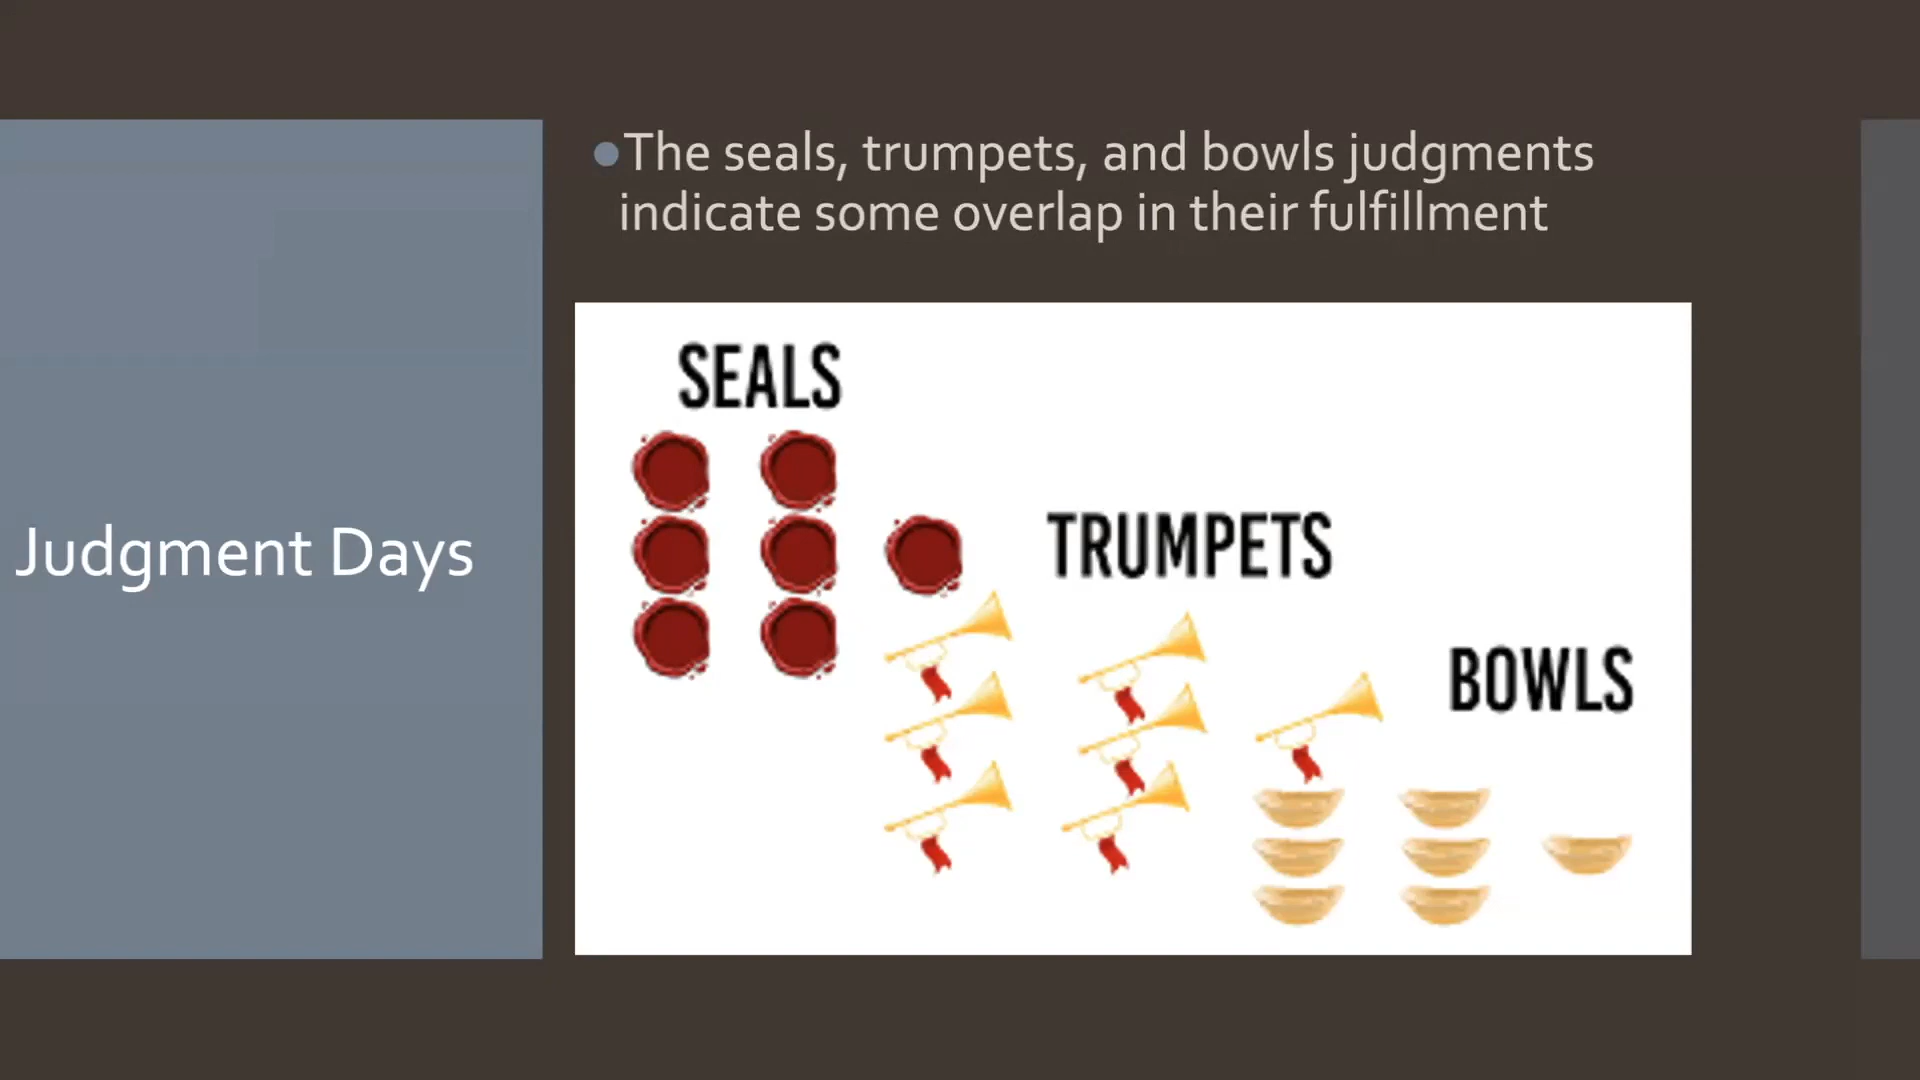 Judgment Days
The seals, trumpets, and bowls judgments
indicate some overlap in their fulfillment
SEALS
TRUMPETS
BOWLS